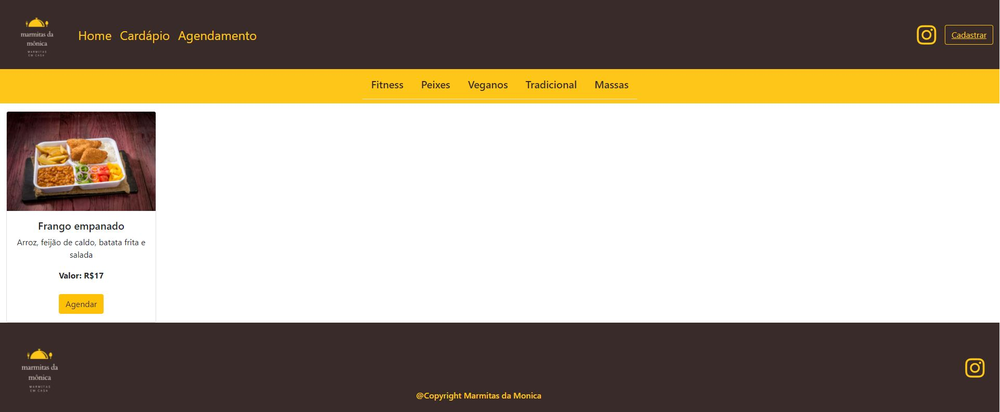 marmitas da
mônica
MARMITAS
EM CASA
Home Cardápio Agendamento
Cadastrar
Fitness Peixes Veganos Tradicional Massas
Frango empanado
Arroz, feijão de caldo, batata frita e
salada
Valor: R$17
Agendar
marmitas da
mônica
MARMITAS
EM CASA
@Copyright Marmitas da Monica